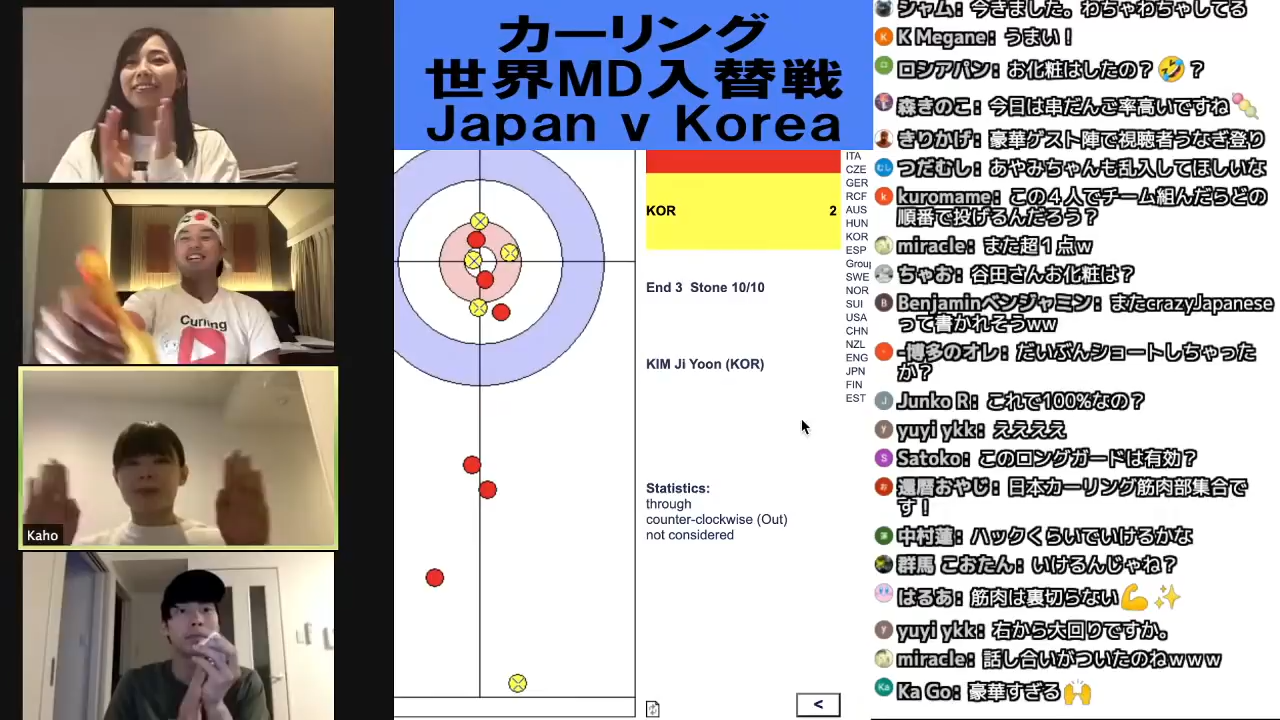 カーリング
世界MD入替戦
Japan v Korea
Curling
Kaho
KOR 2
End 3 Stone 10/10
KIM Ji Yoon (KOR)
Statistics:
through
counter-clockwise (Out)
not considered
<
ITA
CZE
GER
RCF
AUS
HUN
KOR
ESP
Grou
SWE
NOR
SUI
USA
CHN
NZL
ENG
JPN
FIN
EST
シャム: 今きました。わちゃわちゃしてる
K Megane: うまい！
ロシアパン: お化粧はしたの？🤣？
森きのこ: 今日は串だんご率高いですね🍡
きりかげ: 豪華ゲスト陣で視聴者うなぎ登り
つだむし: あやみちゃんも乱入してほしいな
kuromame: この４人でチーム組んだらどの
順番で投げるんだろう？
miracle: また超１点w
ちゃお: 谷田さんお化粧は？
Benjaminベンジャミン: またcrazyJapanese
って書かれそうww
-博多のオレ: だいぶんショートしちゃった
か？
Junko R: これで100%なの？
yuyi ykk: ええええ
Satoko: このロングガードは有効？
還暦おやじ: 日本カーリング筋肉部集合で
す！
中村蓮: ハックくらいでいけるかな
群馬 こおたん: いけるんじゃね？
はるあ: 筋肉は裏切らない💪✨
yuyi ykk: 右から大回りですか。
miracle: 話し合いがついたのねｗｗｗ
Ka Go: 豪華すぎる🙌